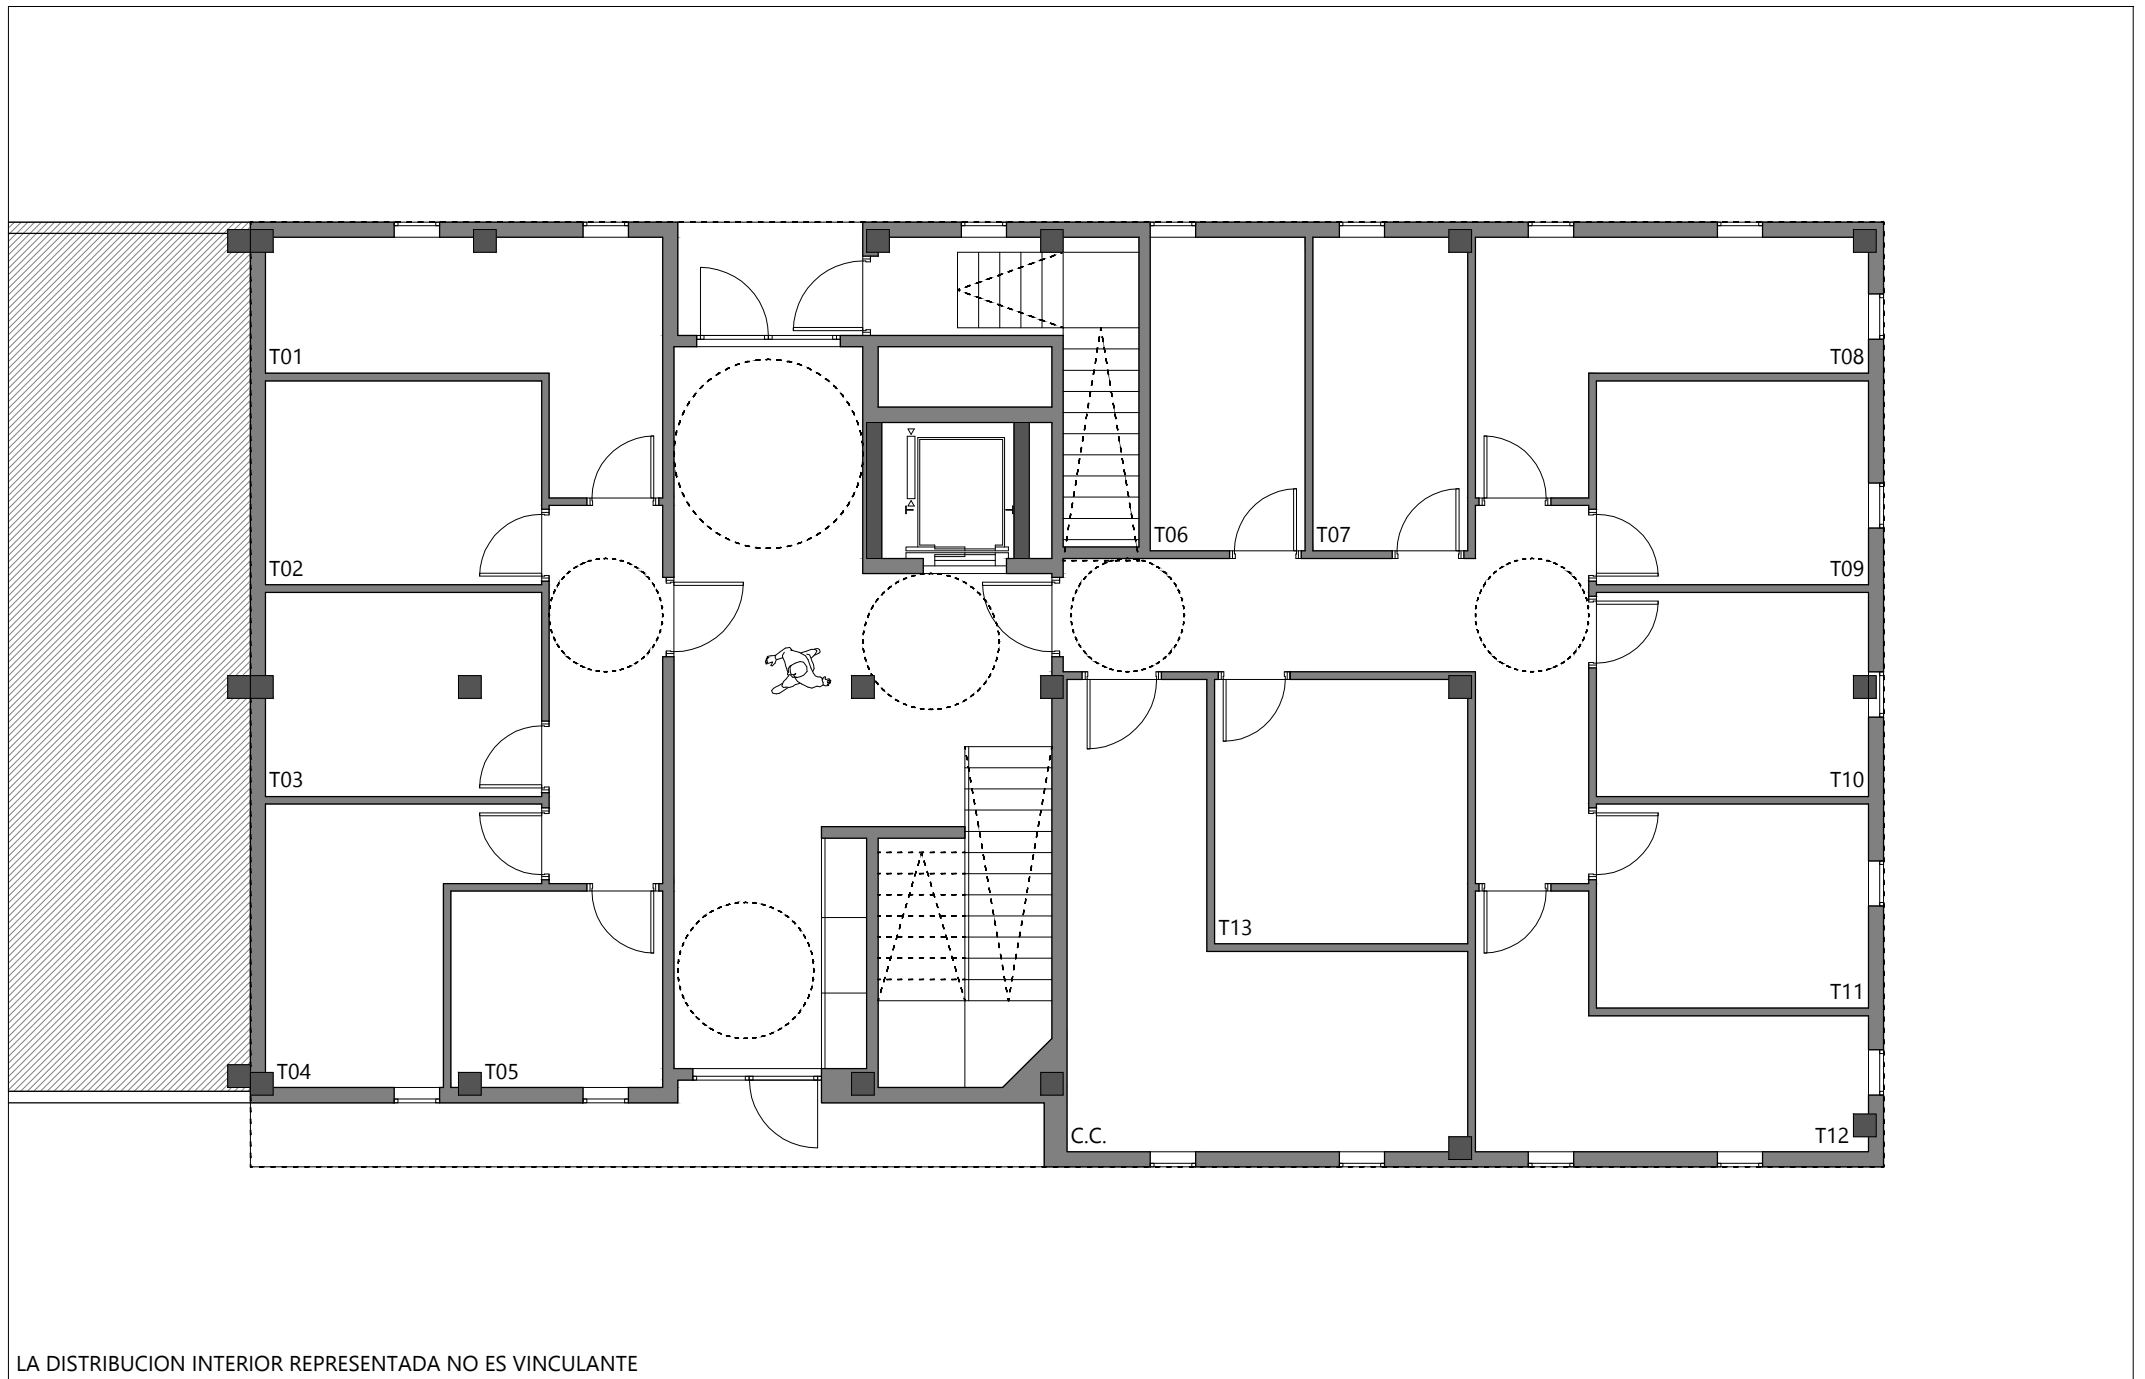 T01
T08
T06
T07
T02
T09
T03
T10
T13
T11
T04
T05
C.C.
T12
LA DISTRIBUCION INTERIOR REPRESENTADA NO ES VINCULANTE